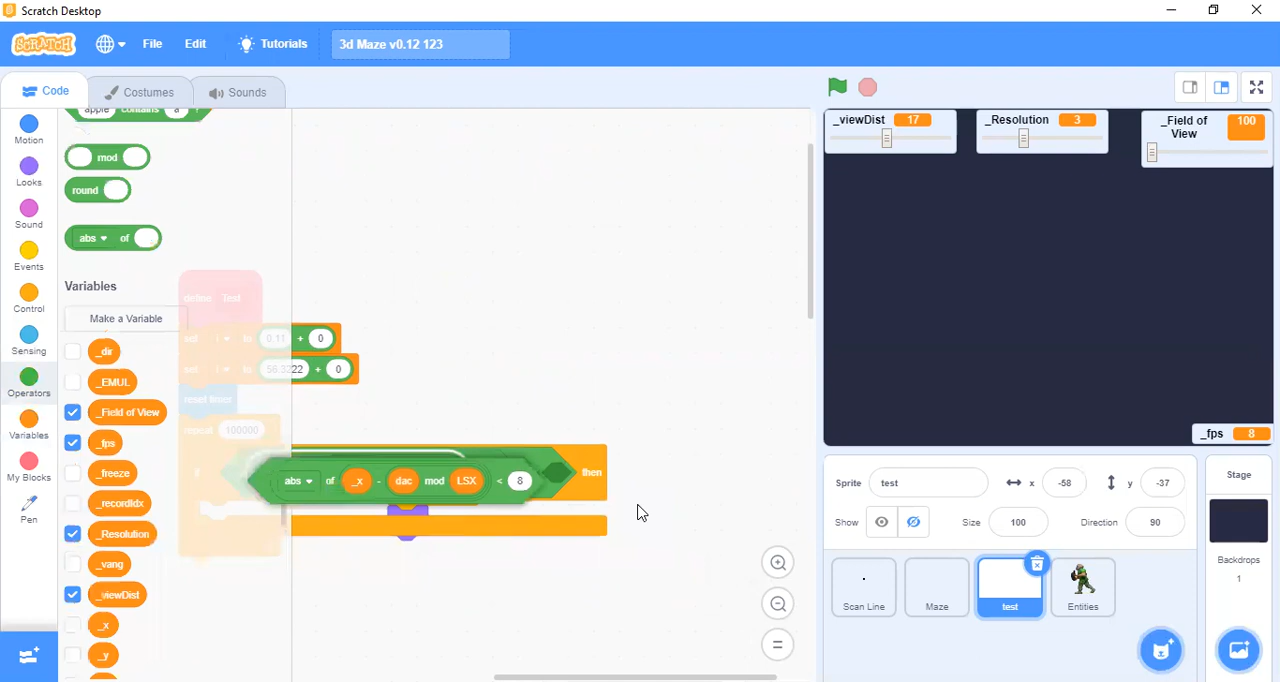 Scratch Desktop
SCRATCH File Edit Tutorials 3d Maze v0.12 123
Code Costumes Sounds
Motion
Looks
Sound
Events
Control
Sensing
Operators
Variables
My Blocks
Pen
apple contains a
mod
round
abs of
Variables
Make a Variable
_dir
_EMUL
_Field of View
_fps
_freeze
_recordIdx
_Resolution
_vang
_viewDist
_x
_y
define Test
set i to 0.11 + 0
set i to + 0
reset timer
repeat 100000
if then
abs of _x - dac mod LSX < 8
_viewDist 17
_Resolution 3
_Field of View 100
_fps 8
Sprite test x -58 y -37
Show Size 100 Direction 90
Scan Line Maze test Entities
Stage
Backdrops
1